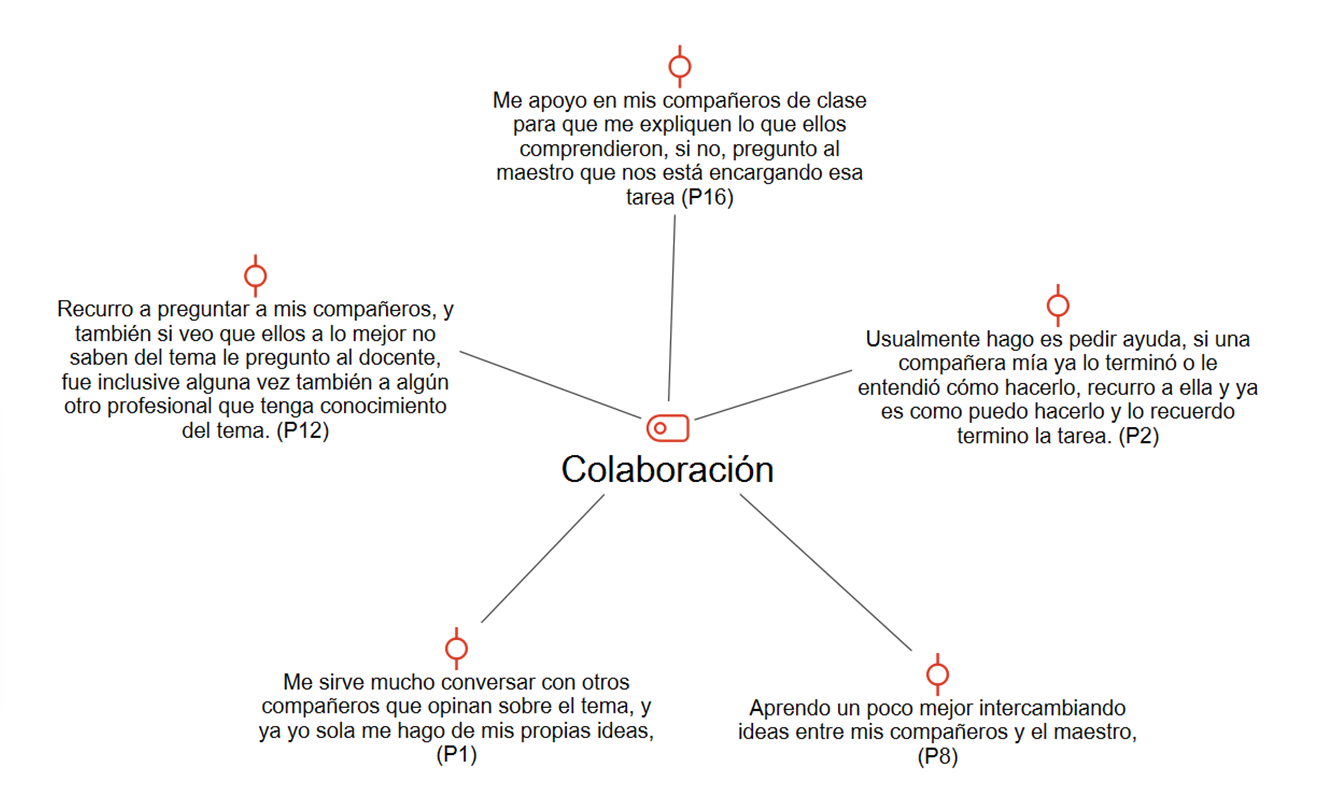 Me apoyo en mis compañeros de clase
para que me expliquen lo que ellos
comprendieron, si no, pregunto al
maestro que nos está encargando esa
tarea (P16)
Recurro a preguntar a mis compañeros, y
también si veo que ellos a lo mejor no
saben del tema le pregunto al docente,
fue inclusive alguna vez también a algún
otro profesional que tenga conocimiento
del tema. (P12)
Usualmente hago es pedir ayuda, si una
compañera mía ya lo terminó o le
entendió cómo hacerlo, recurro a ella y ya
es como puedo hacerlo y lo recuerdo
termino la tarea. (P2)
Colaboración
Me sirve mucho conversar con otros
compañeros que opinan sobre el tema, y
ya yo sola me hago de mis propias ideas,
(P1)
Aprendo un poco mejor intercambiando
ideas entre mis compañeros y el maestro,
(P8)